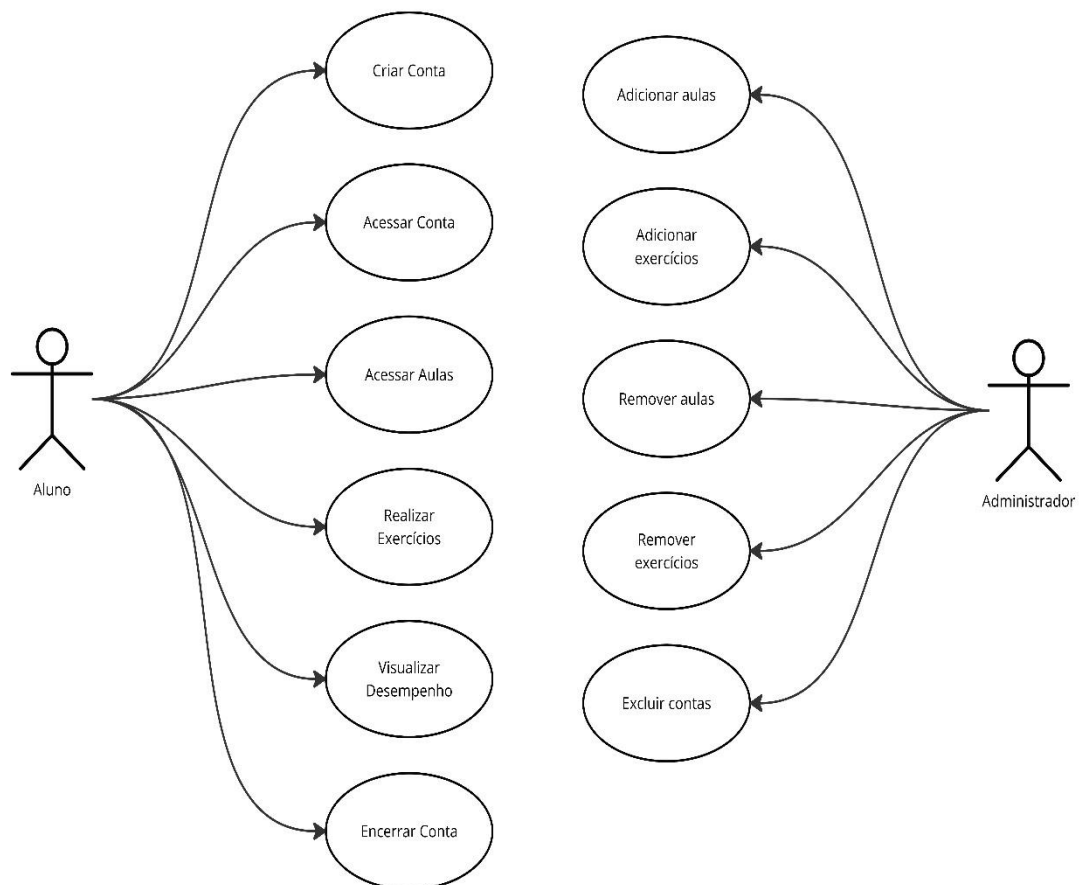 Criar Conta
Acessar Conta
Acessar Aulas
Realizar
Exercícios
Visualizar
Desempenho
Encerrar Conta
Aluno
Adicionar aulas
Adicionar
exercícios
Remover aulas
Remover
exercícios
Excluir contas
Administrador